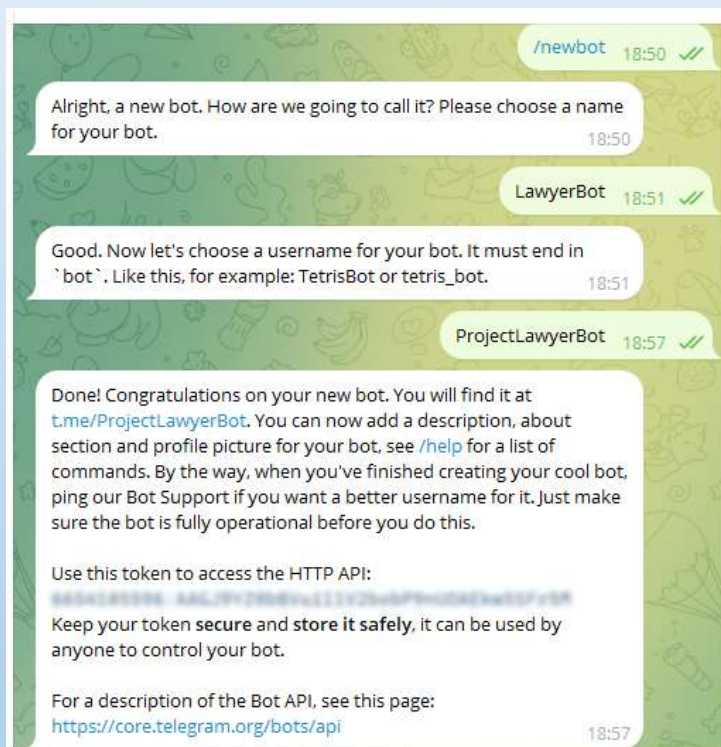 /newbot 18:50
Alright, a new bot. How are we going to call it? Please choose a name
for your bot.
18:50
LawyerBot 18:51
Good. Now let's choose a username for your bot. It must end in
`bot`. Like this, for example: TetrisBot or tetris_bot.
18:51
ProjectLawyerBot 18:57
Done! Congratulations on your new bot. You will find it at
t.me/ProjectLawyerBot. You can now add a description, about
section and profile picture for your bot, see /help for a list of
commands. By the way, when you've finished creating your cool bot,
ping our Bot Support if you want a better username for it. Just make
sure the bot is fully operational before you do this.
Use this token to access the HTTP API:
Keep your token secure and store it safely, it can be used by
anyone to control your bot.
For a description of the Bot API, see this page:
https://core.telegram.org/bots/api
18:57